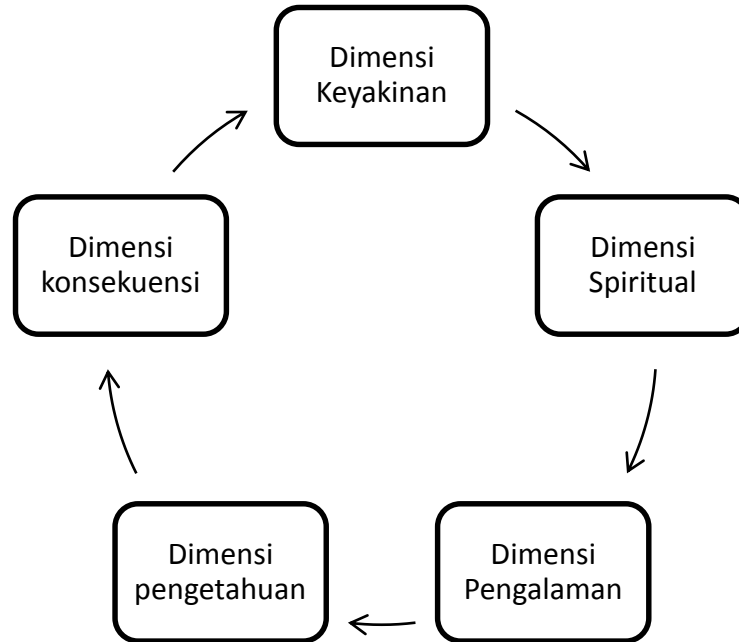 Dimensi
Keyakinan
Dimensi
Spiritual
Dimensi
Pengalaman
Dimensi
pengetahuan
Dimensi
konsekuensi